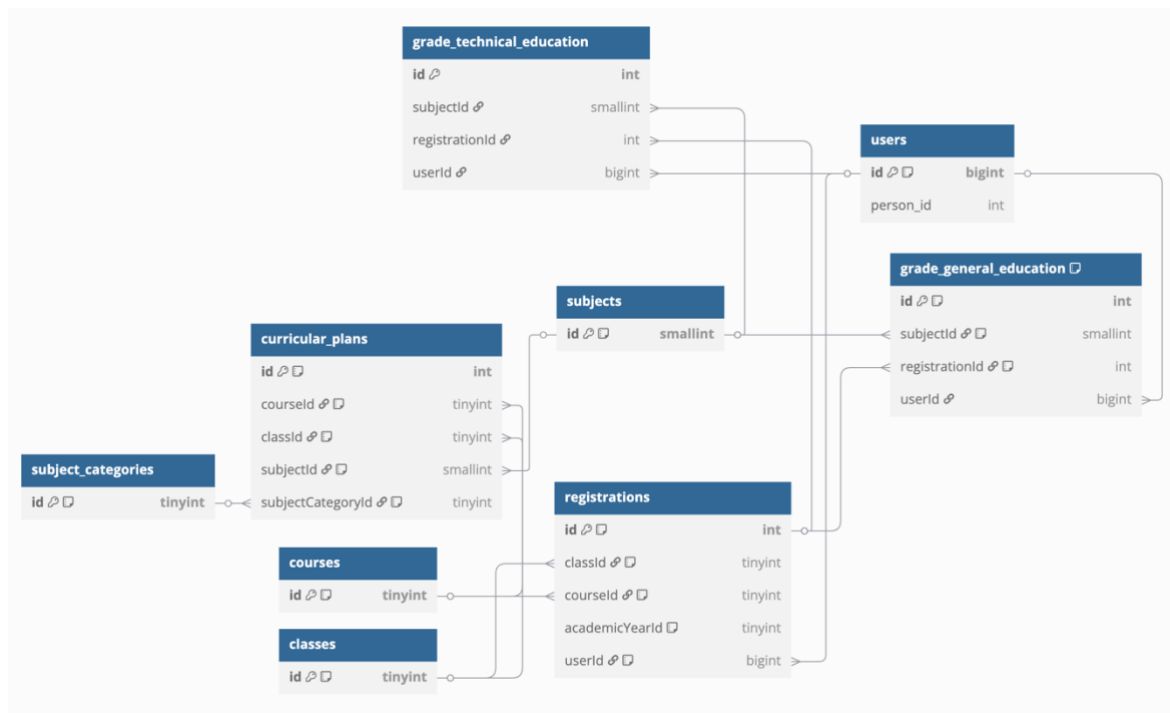 grade_technical_education
id int
subjectId smallint
registrationId int
userId bigint
users
id bigint
person_id int
grade_general_education
id int
subjectId smallint
registrationId int
userId bigint
subjects
id smallint
curricular_plans
id int
courseId tinyint
classId tinyint
subjectId smallint
subjectCategoryId tinyint
subject_categories
id tinyint
registrations
id int
classId tinyint
courseId tinyint
academicYearId tinyint
userId bigint
courses
id tinyint
classes
id tinyint